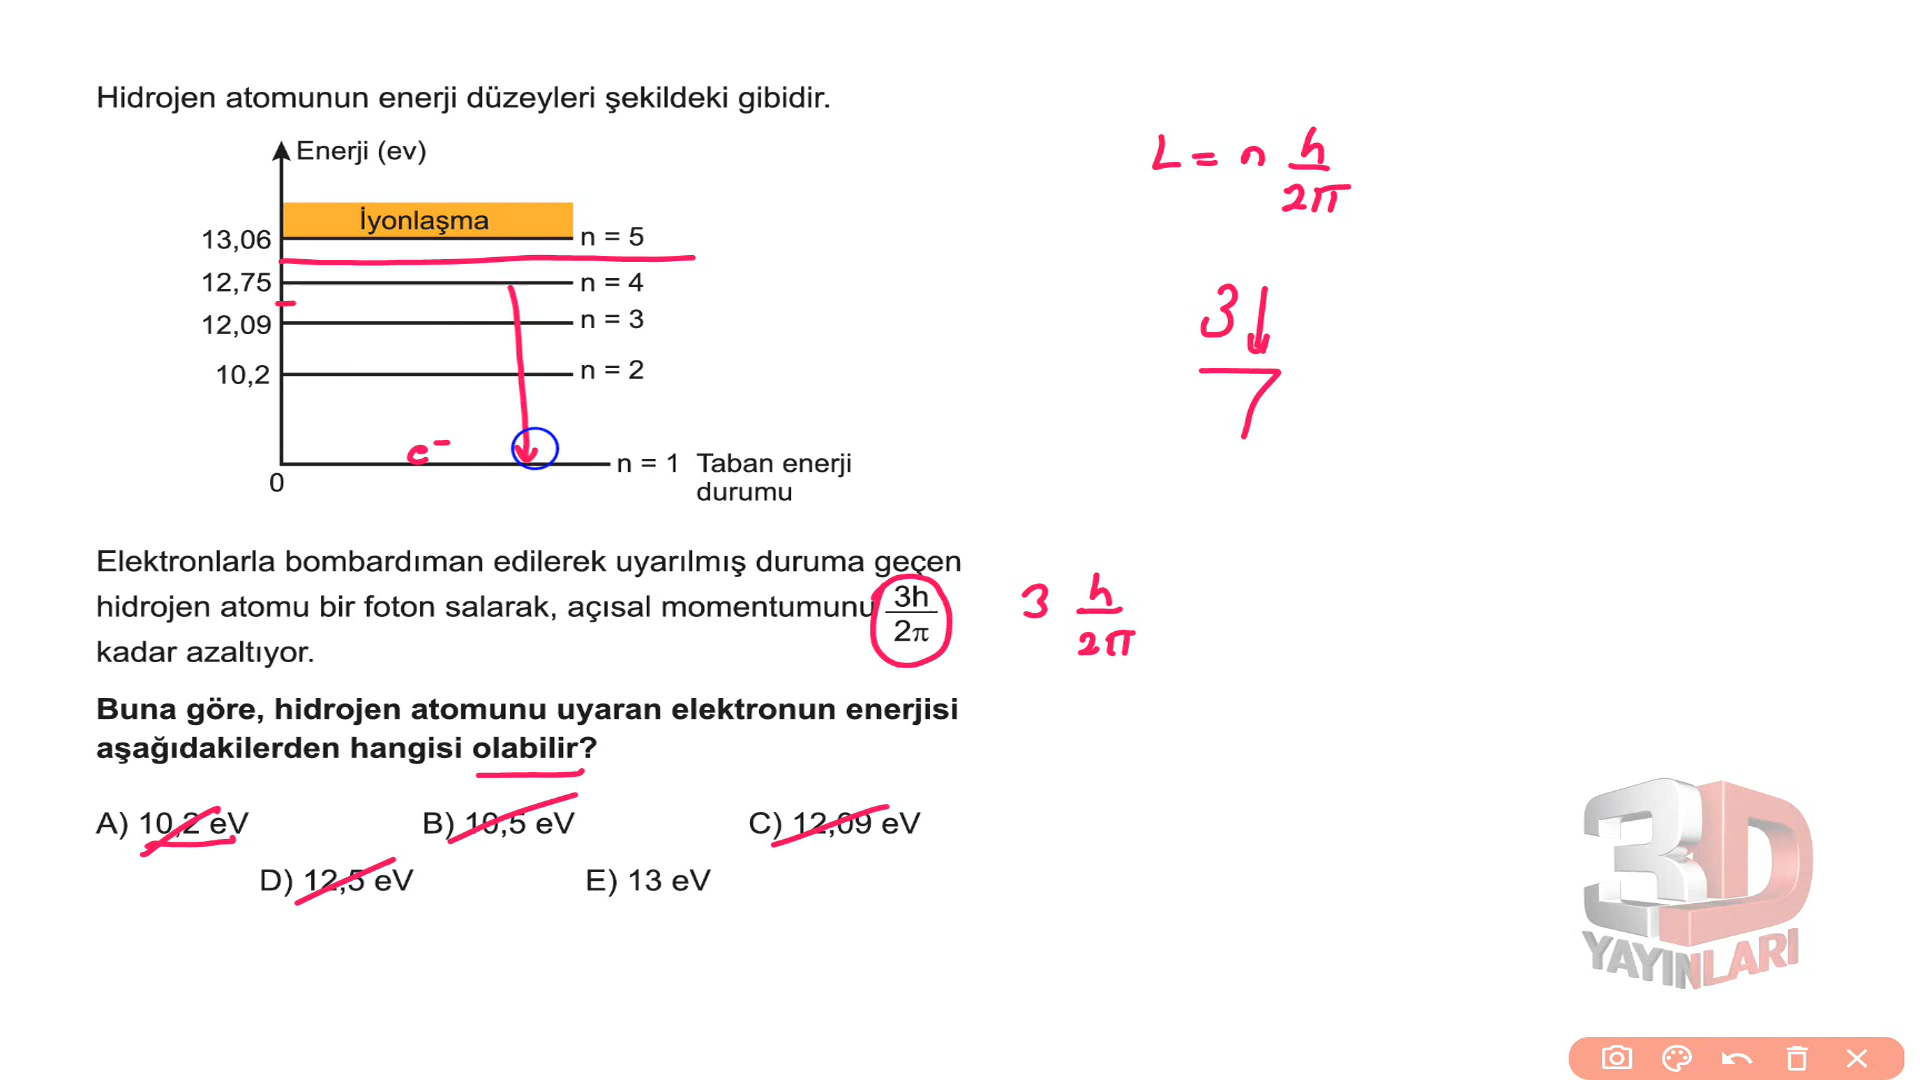 Hidrojen atomunun enerji düzeyleri şekildeki gibidir.
Enerji (ev)
İyonlaşma
13,06 n = 5
12,75 n = 4
12,09 n = 3
10,2 n = 2
e⁻
n = 1 Taban enerji
durumu
0
L = n h/2π
3↓
7
Elektronlarla bombardıman edilerek uyarılmış duruma geçen
hidrojen atomu bir foton salarak, açısal momentumunu 3h/2π
kadar azaltıyor.
3 h/2π
Buna göre, hidrojen atomunu uyaran elektronun enerjisi
aşağıdakilerden hangisi olabilir?
A) 10,2 eV B) 10,5 eV C) 12,09 eV
D) 12,5 eV E) 13 eV
3D
YAYINLARI